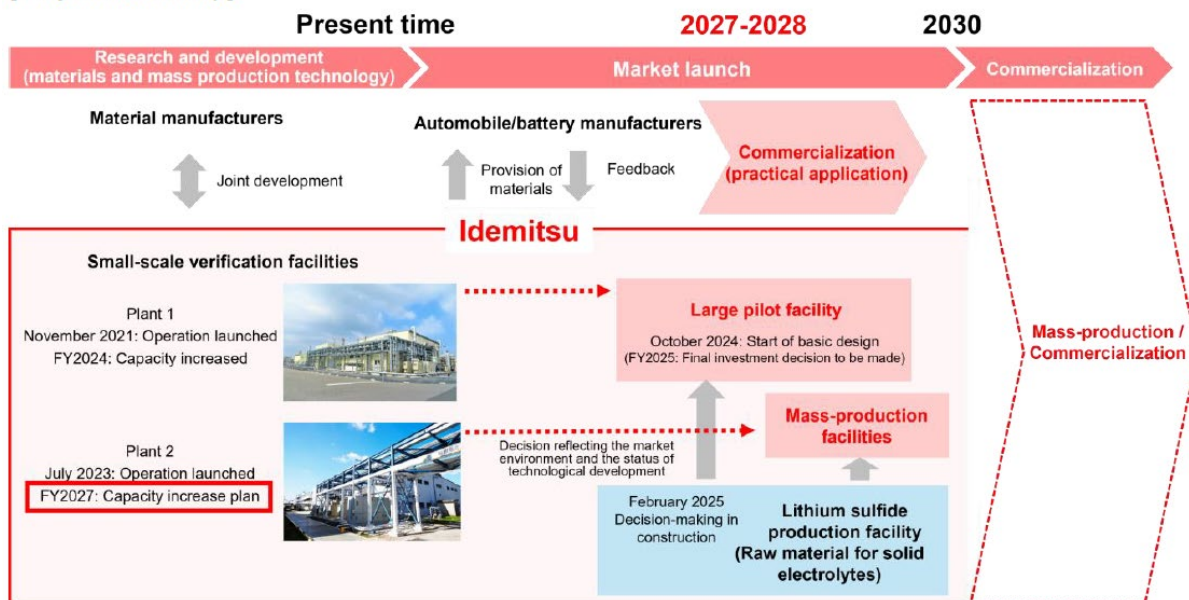 Present time
2027-2028
2030
Research and development
(materials and mass production technology)
Market launch
Commercialization
Material manufacturers
Joint development
Automobile/battery manufacturers
Provision of
materials
Feedback
Commercialization
(practical application)
Idemitsu
Small-scale verification facilities
Plant 1
November 2021: Operation launched
FY2024: Capacity increased
Large pilot facility
October 2024: Start of basic design
(FY2025: Final investment decision to be made)
Plant 2
July 2023: Operation launched
FY2027: Capacity increase plan
Decision reflecting the market
environment and the status of
technological development
Mass-production
facilities
February 2025
Decision-making in
construction
Lithium sulfide
production facility
(Raw material for solid
electrolytes)
Mass-production /
Commercialization